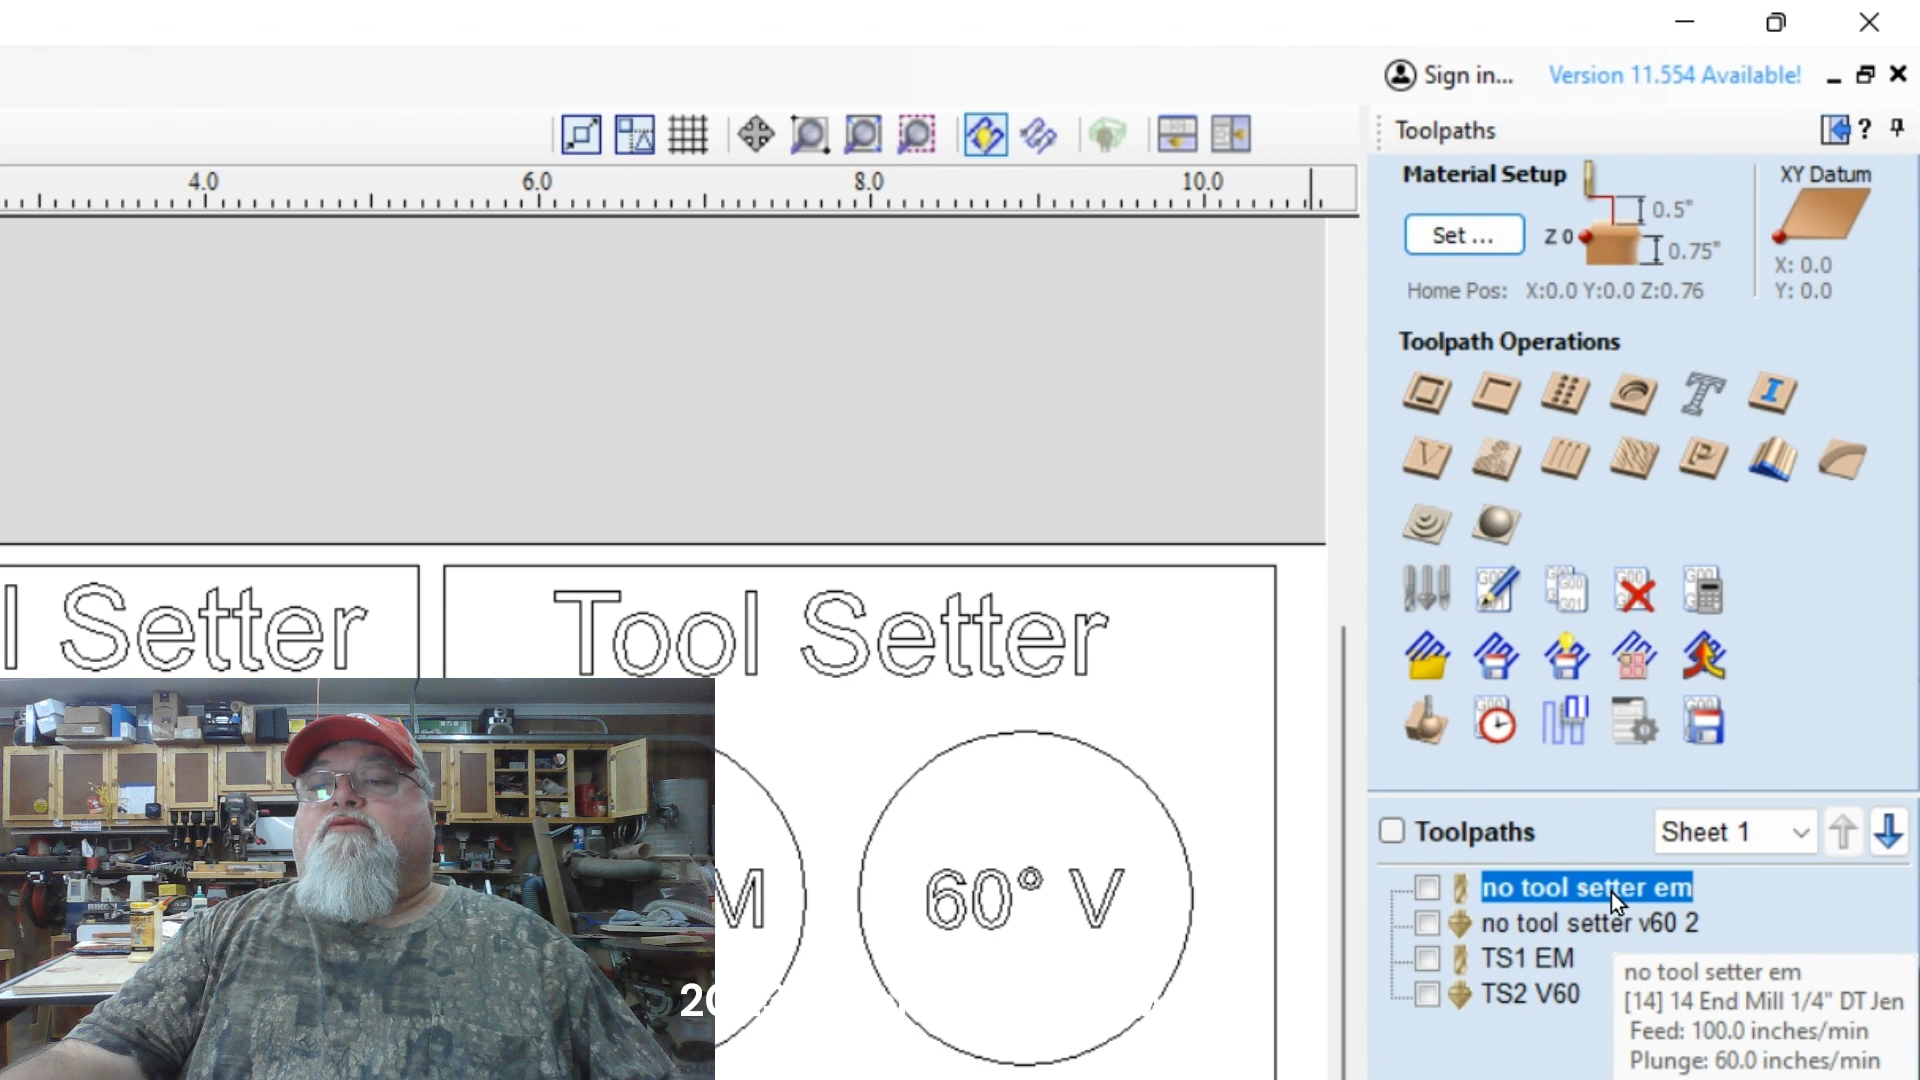 Sign in...
Version 11.554 Available!
Toolpaths
4.0
6.0
8.0
10.0
Material Setup
XY Datum
0.5"
Set ...
Z 0
0.75"
X: 0.0
Home Pos: X:0.0 Y:0.0 Z:0.76
Y: 0.0
Toolpath Operations
l Setter
Tool Setter
M
60° V
Toolpaths
Sheet 1
no tool setter em
no tool setter v60 2
TS1 EM
TS2 V60
no tool setter em
[14] 14 End Mill 1/4" DT Jen
Feed: 100.0 inches/min
Plunge: 60.0 inches/min